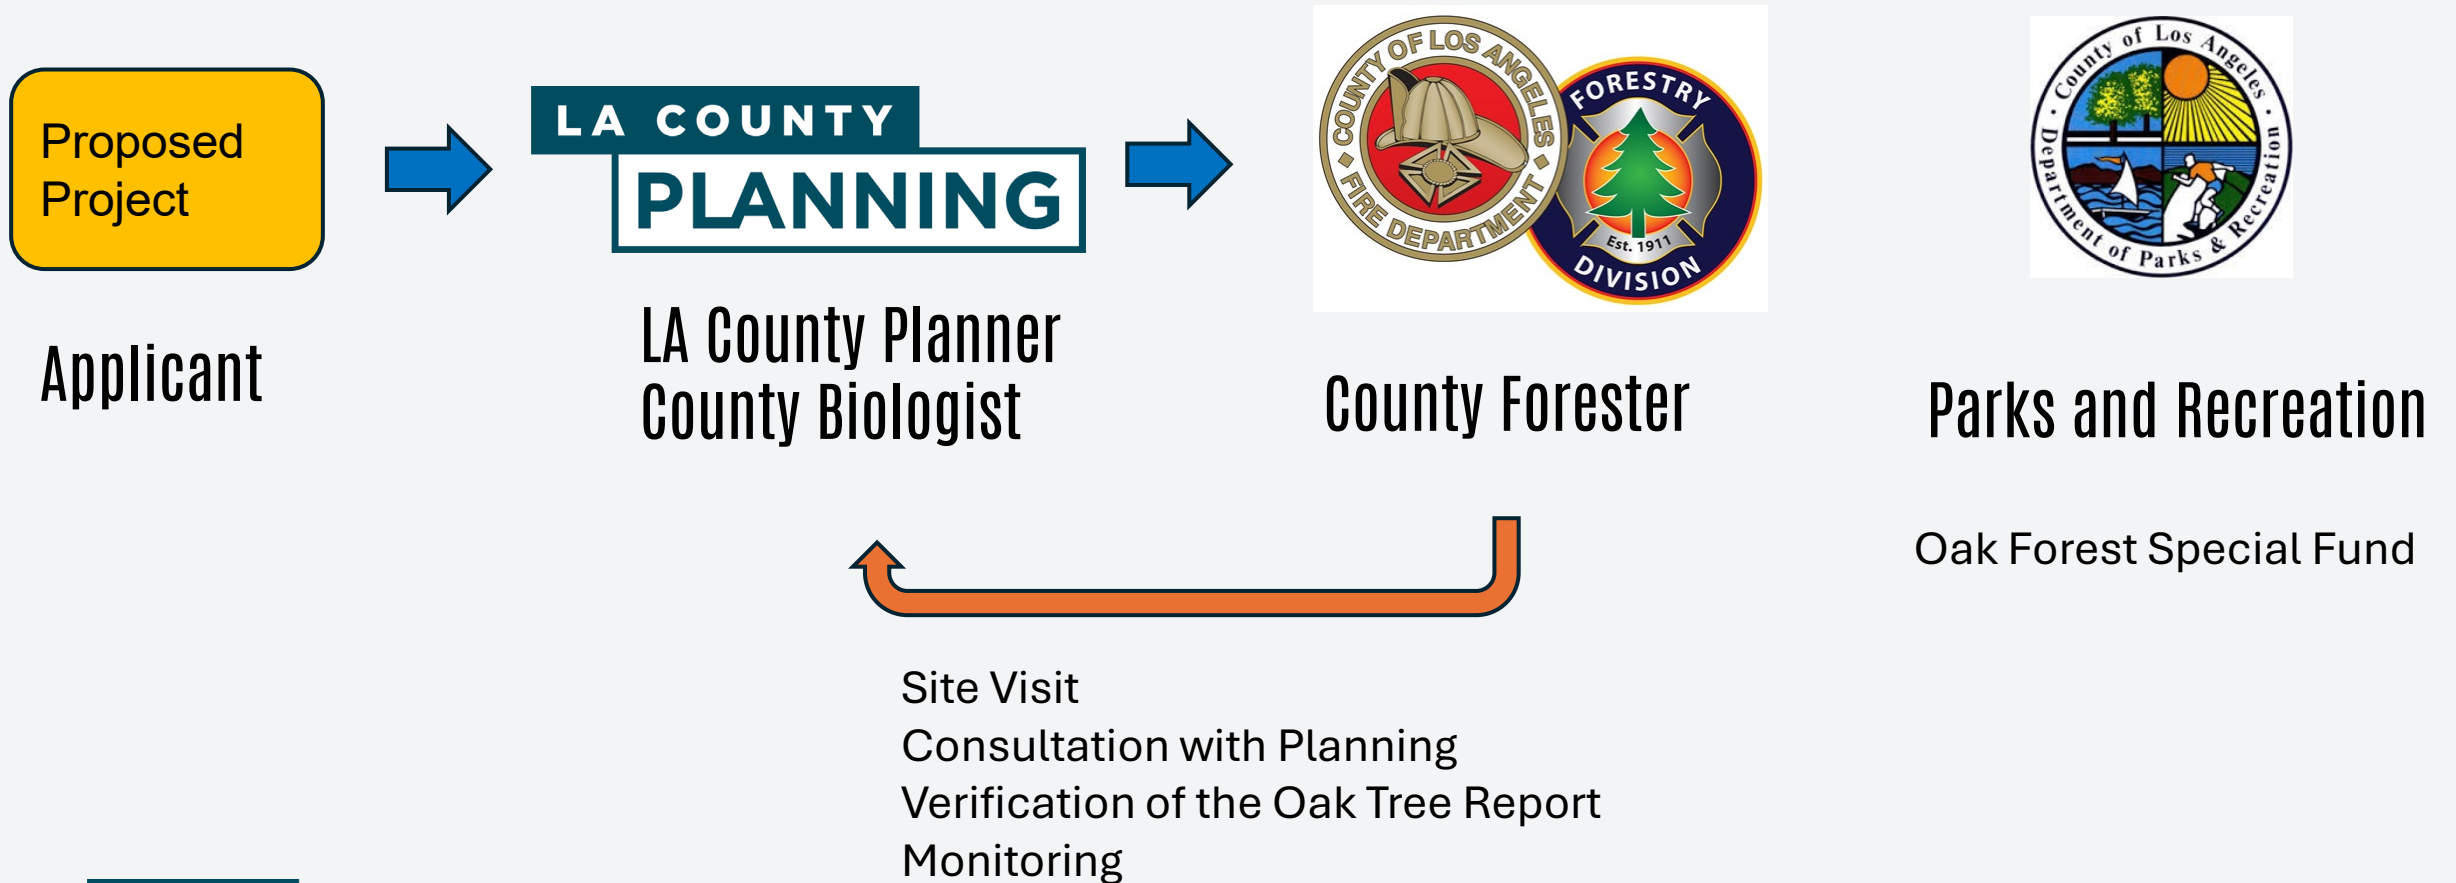 Proposed
Project
Applicant
LA COUNTY
PLANNING
LA County Planner
County Biologist
COUNTY OF LOS ANGELES
FIRE DEPARTMENT
FORESTRY
Est. 1911
DIVISION
County Forester
County of Los Angeles
Department of Parks & Recreation
Parks and Recreation
Oak Forest Special Fund
Site Visit
Consultation with Planning
Verification of the Oak Tree Report
Monitoring